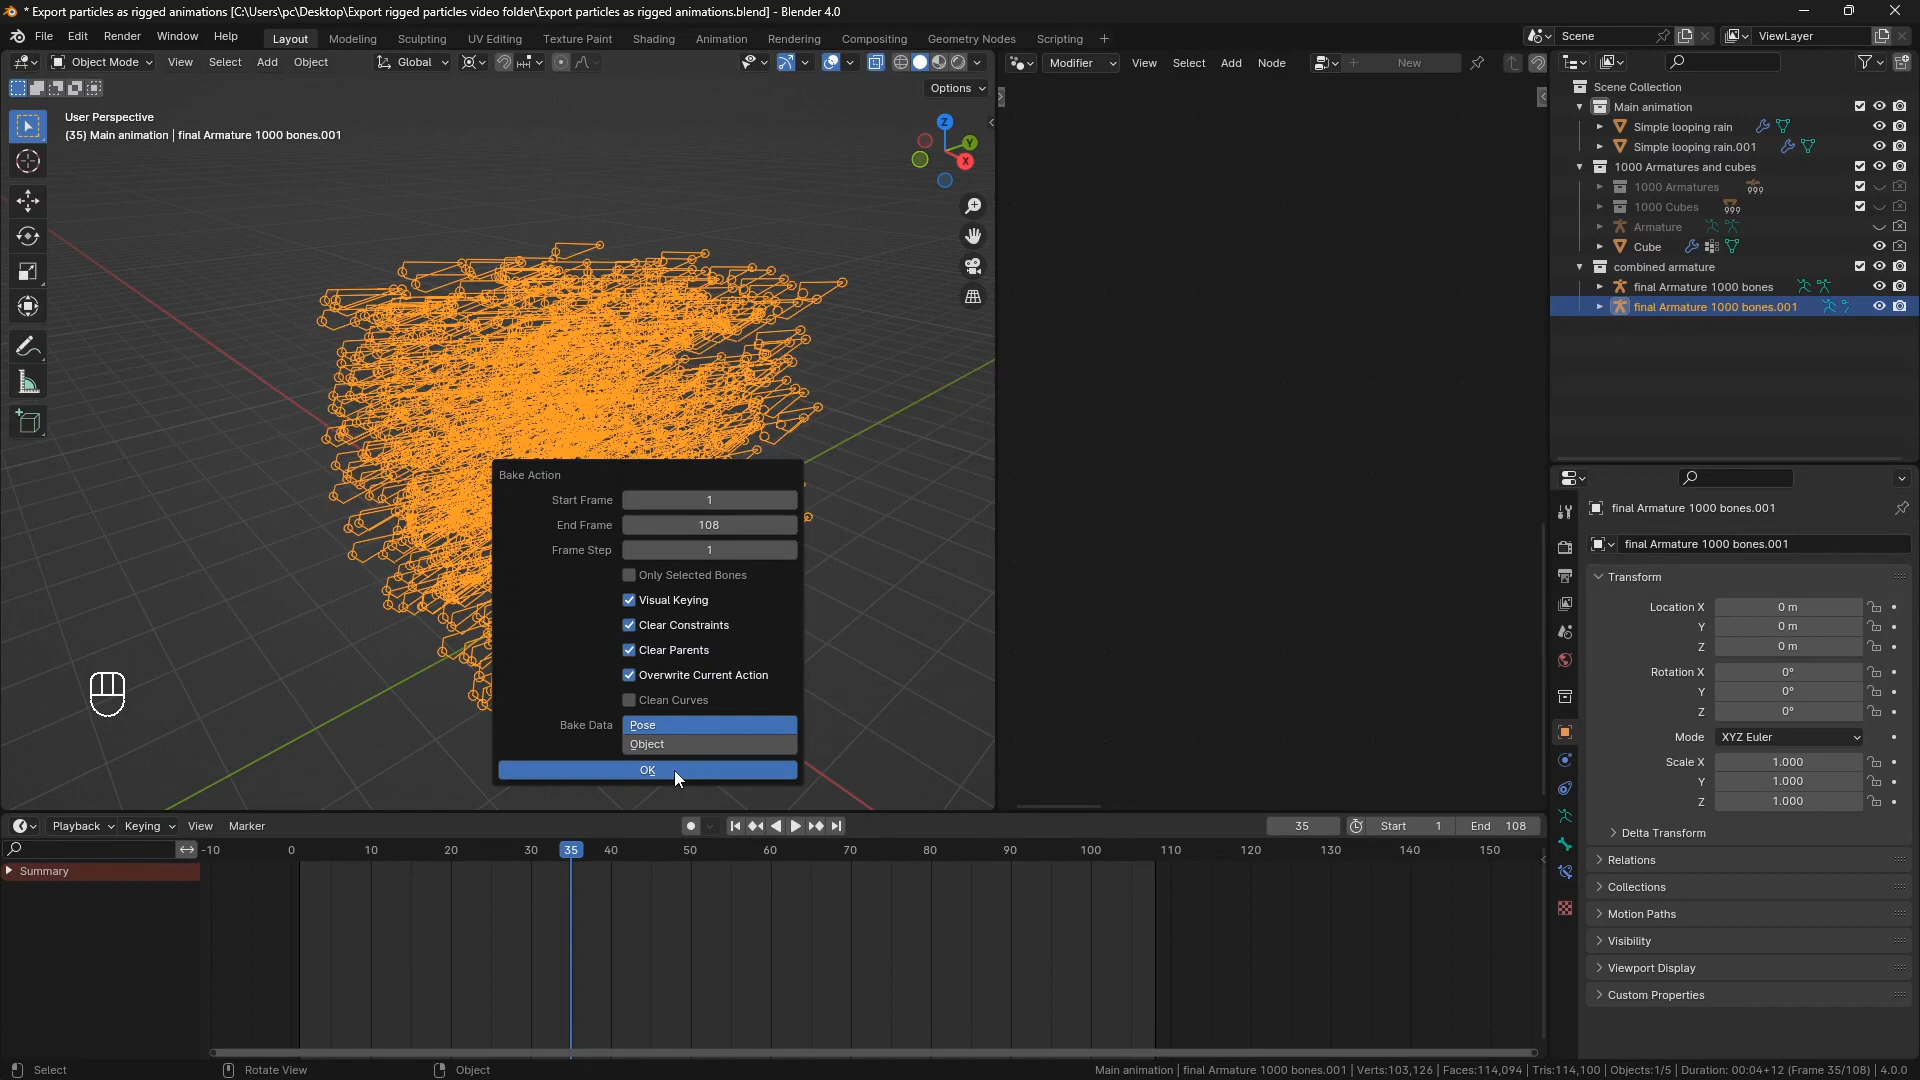 * Export particles as rigged animations [C:\Users\pc\Desktop\Export rigged particles video folder\Export particles as rigged animations.blend] - Blender 4.0
File Edit Render Window Help Layout Modeling Sculpting UV Editing Texture Paint Shading Animation Rendering Compositing Geometry Nodes Scripting + Scene ViewLayer
Object Mode View Select Add Object Global Modifier View Select Add Node New
Options
Scene Collection
Main animation
Simple looping rain
Simple looping rain.001
1000 Armatures and cubes
1000 Armatures 999
1000 Cubes 999
Armature
Cube
combined armature
final Armature 1000 bones
final Armature 1000 bones.001
User Perspective
(35) Main animation | final Armature 1000 bones.001
Z
Y
X
Bake Action
Start Frame 1
End Frame 108
Frame Step 1
Only Selected Bones
Visual Keying
Clear Constraints
Clear Parents
Overwrite Current Action
Clean Curves
Bake Data Pose
Object
OK
final Armature 1000 bones.001
final Armature 1000 bones.001
Transform
Location X 0 m
Y 0 m
Z 0 m
Rotation X 0°
Y 0°
Z 0°
Mode XYZ Euler
Scale X 1.000
Y 1.000
Z 1.000
Delta Transform
Relations
Collections
Motion Paths
Visibility
Viewport Display
Custom Properties
Playback Keying View Marker 35 Start 1 End 108
-10 0 10 20 30 35 40 50 60 70 80 90 100 110 120 130 140 150
Summary
Select Rotate View Object Main animation | final Armature 1000 bones.001 | Verts:103,126 | Faces:114,094 | Tris:114,100 | Objects:1/5 | Duration: 00:04+12 (Frame 35/108) | 4.0.0